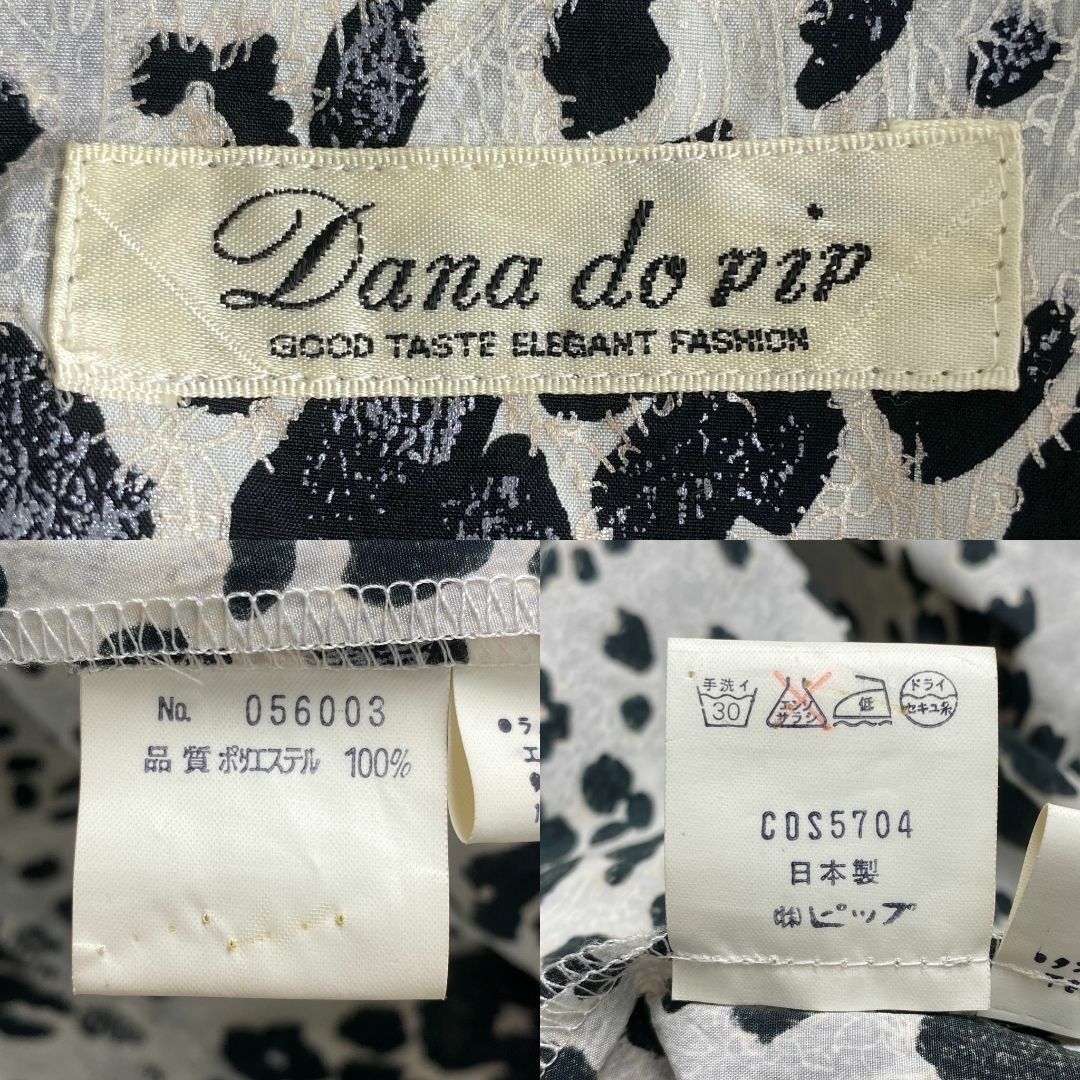 Dana do pip
GOOD TASTE ELEGANT FASHION
No. 056003
品質 ポリエステル 100%
手洗イ
30
エンソ
サラシ
低
ドライ
セキユ系
COS5704
日本製
㈱ピップ